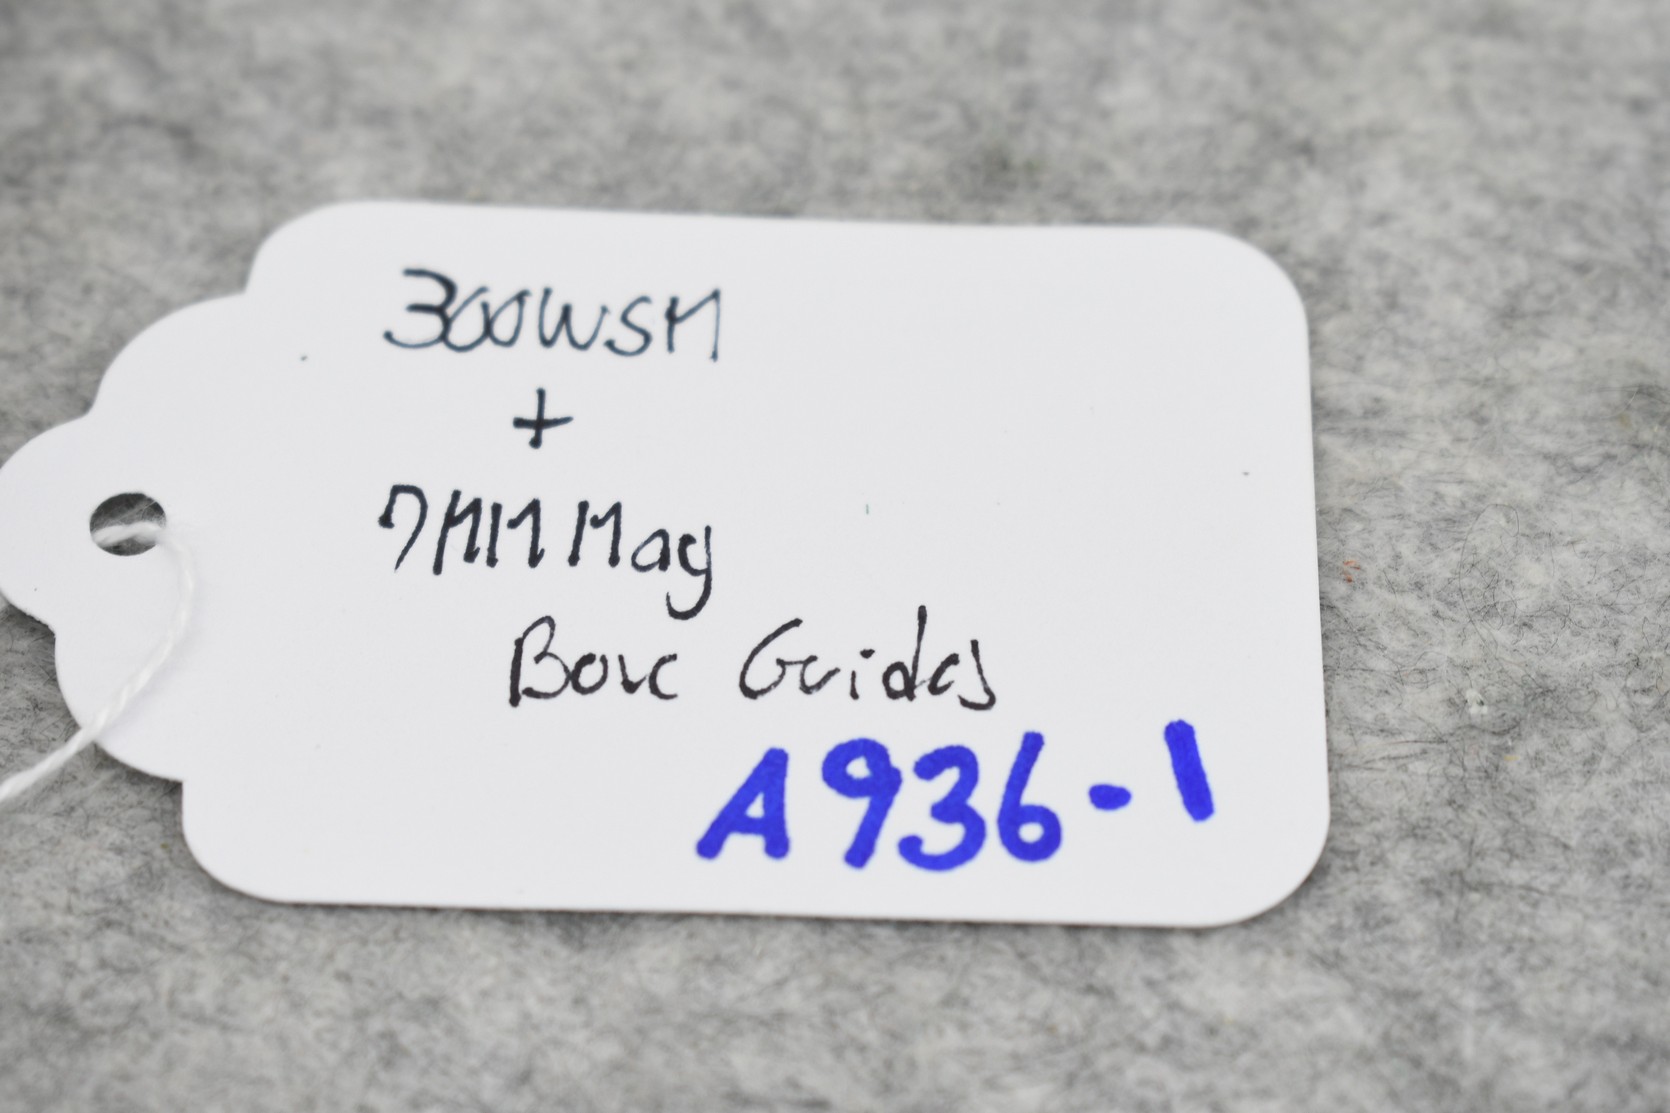 300WSM
+
7MM Mag
Bore Guides
A936-1